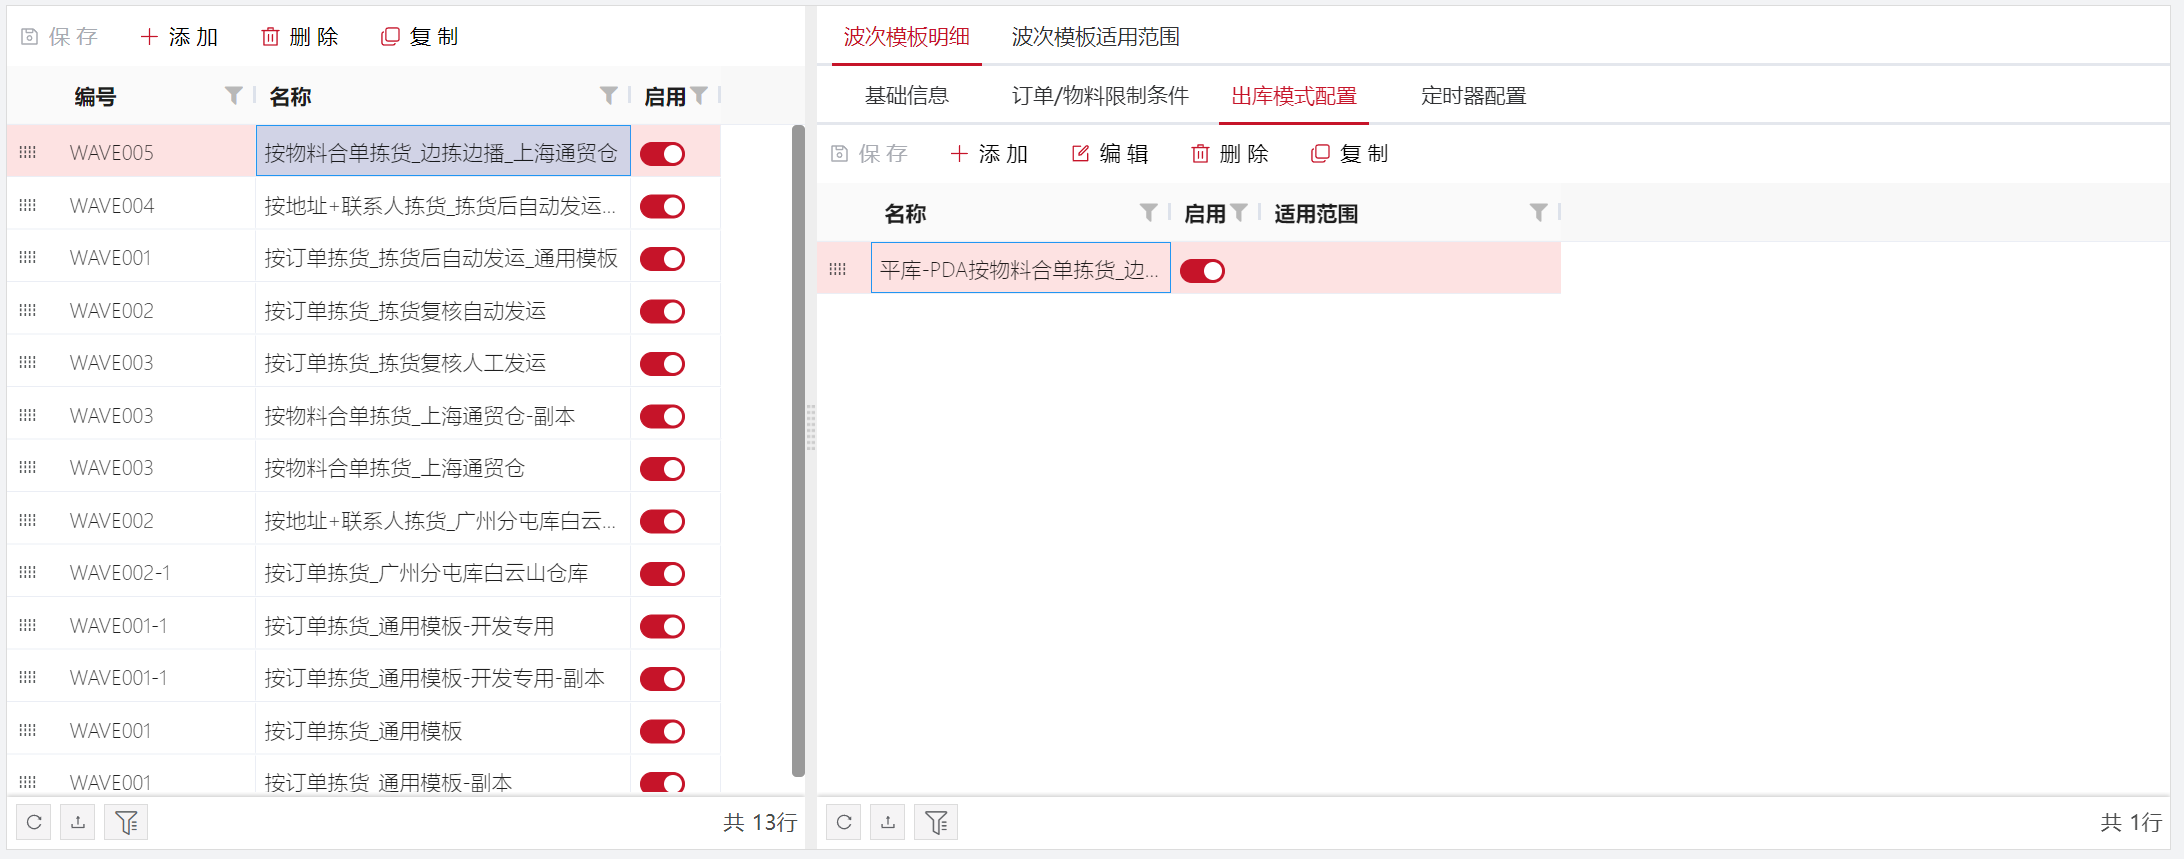 保存 添加 删除 复制
编号 名称 启用
WAVE005 按物料合单拣货_边拣边播_上海通贸仓
WAVE004 按地址+联系人拣货_拣货后自动发运...
WAVE001 按订单拣货_拣货后自动发运_通用模板
WAVE002 按订单拣货_拣货复核自动发运
WAVE003 按订单拣货_拣货复核人工发运
WAVE003 按物料合单拣货_上海通贸仓-副本
WAVE003 按物料合单拣货_上海通贸仓
WAVE002 按地址+联系人拣货_广州分屯库白云...
WAVE002-1 按订单拣货_广州分屯库白云山仓库
WAVE001-1 按订单拣货_通用模板-开发专用
WAVE001-1 按订单拣货_通用模板-开发专用-副本
WAVE001 按订单拣货_通用模板
WAVE001 按订单拣货_通用模板-副本
共 13行
波次模板明细 波次模板适用范围
基础信息 订单/物料限制条件 出库模式配置 定时器配置
保存 添加 编辑 删除 复制
名称 启用 适用范围
平库-PDA按物料合单拣货_边...
共 1行